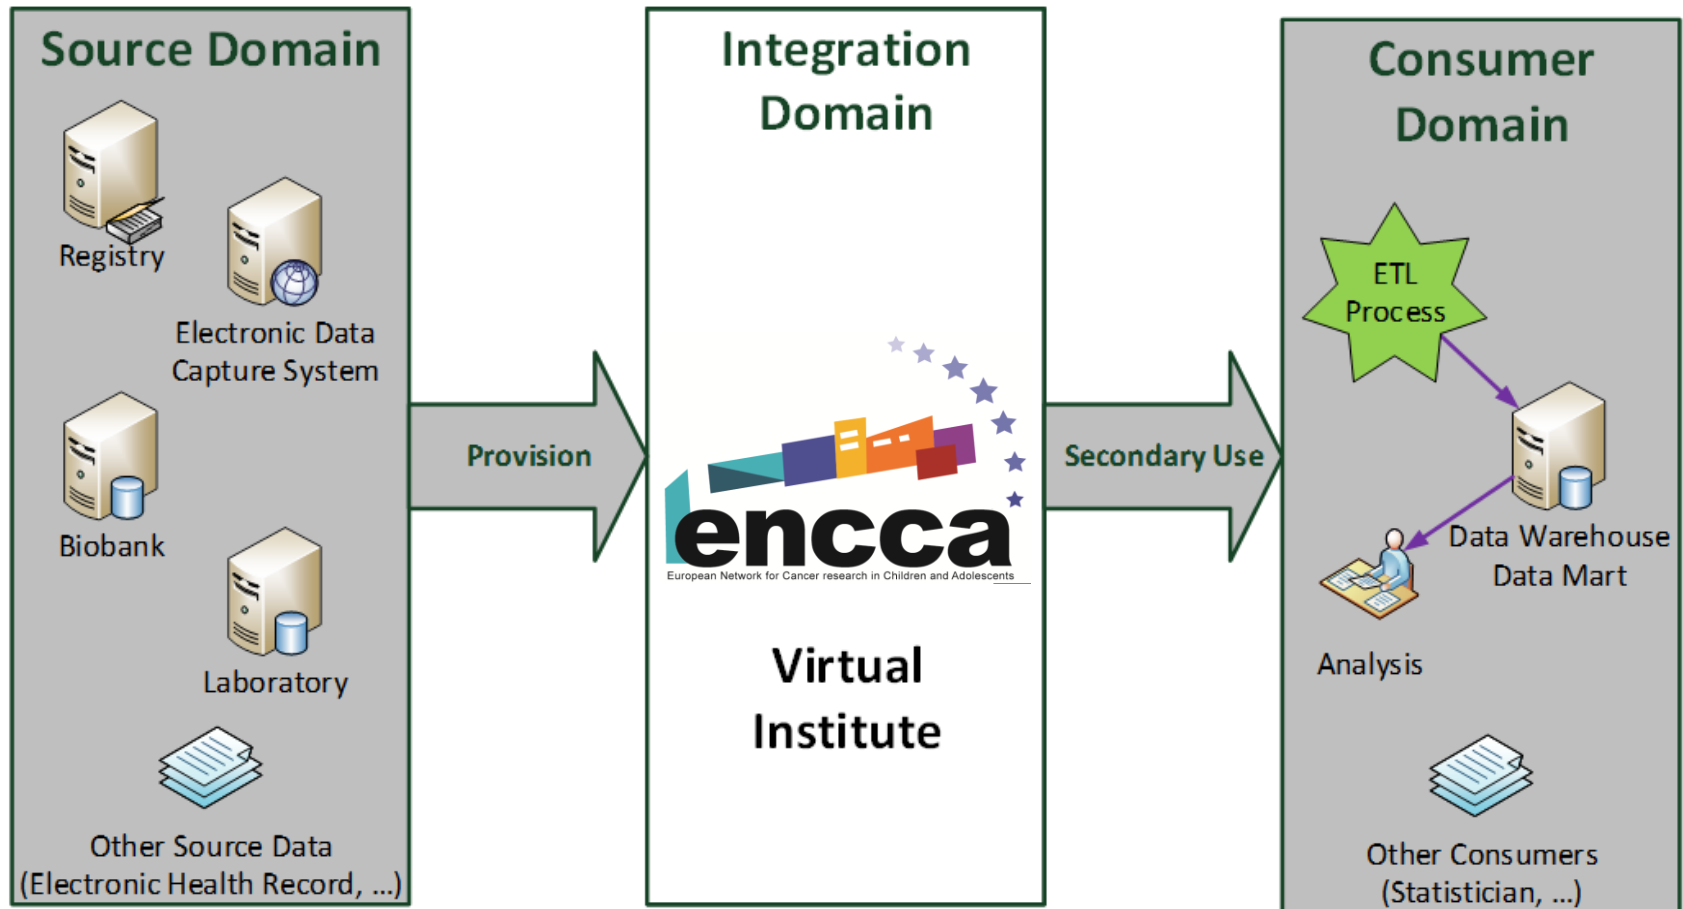 Source Domain
Registry
Electronic Data
Capture System
Biobank
Laboratory
Other Source Data
(Electronic Health Record, ...)
Provision
Integration
Domain
encca
European Network for Cancer research in Children and Adolescents
Virtual
Institute
Secondary Use
Consumer
Domain
ETL
Process
Data Warehouse
Data Mart
Analysis
Other Consumers
(Statistician, ...)